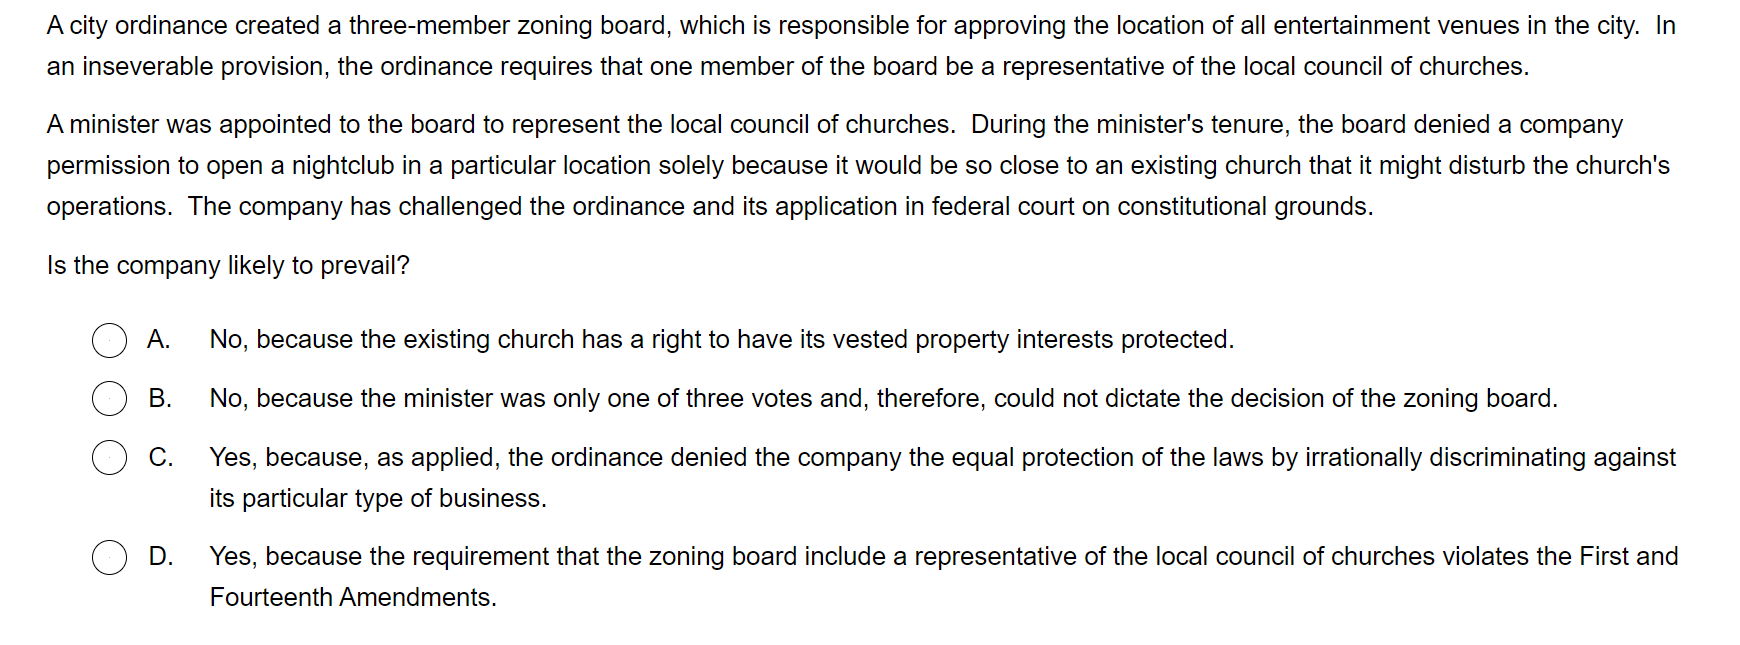 A city ordinance created a three-member zoning board, which is responsible for approving the location of all entertainment venues in the city.  In
an inseverable provision, the ordinance requires that one member of the board be a representative of the local council of churches.
A minister was appointed to the board to represent the local council of churches.  During the minister's tenure, the board denied a company
permission to open a nightclub in a particular location solely because it would be so close to an existing church that it might disturb the church's
operations.  The company has challenged the ordinance and its application in federal court on constitutional grounds.
Is the company likely to prevail?
A. No, because the existing church has a right to have its vested property interests protected.
B. No, because the minister was only one of three votes and, therefore, could not dictate the decision of the zoning board.
C. Yes, because, as applied, the ordinance denied the company the equal protection of the laws by irrationally discriminating against
its particular type of business.
D. Yes, because the requirement that the zoning board include a representative of the local council of churches violates the First and
Fourteenth Amendments.